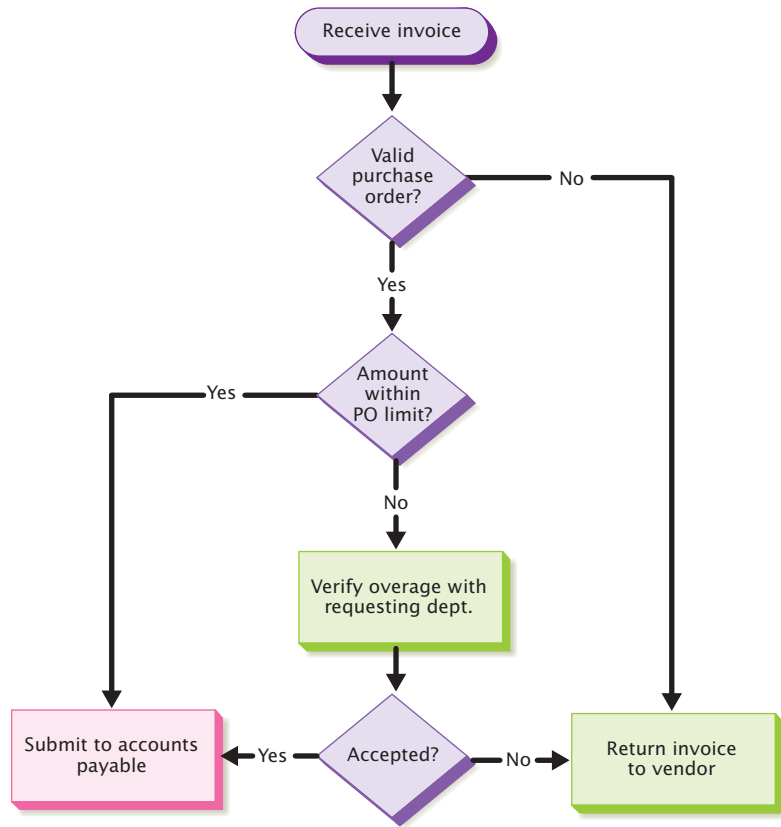 Receive invoice
Valid
purchase
order?
No
Yes
Amount
within
PO limit?
Yes
No
Verify overage with
requesting dept.
Submit to accounts
payable
Yes
Accepted?
No
Return invoice
to vendor